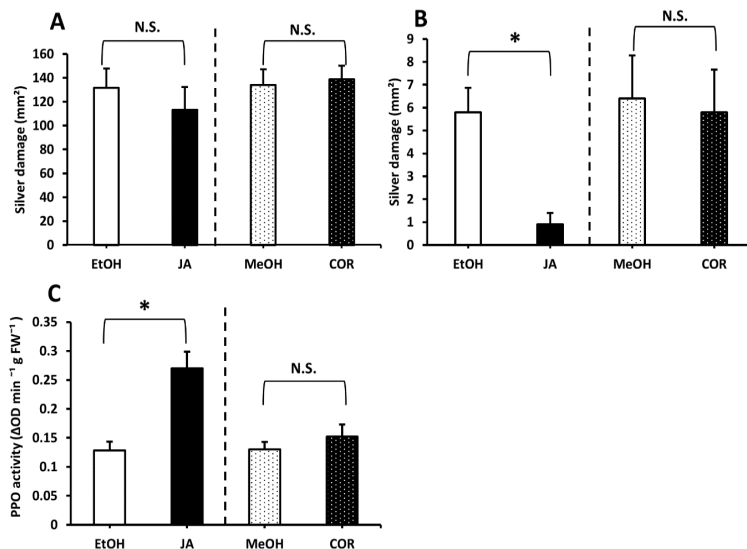 A
N.S.
N.S.
Silver damage (mm²)
160
140
120
100
80
60
40
20
0
EtOH JA MeOH COR
B
*
N.S.
Silver damage (mm²)
9
8
7
6
5
4
3
2
1
0
EtOH JA MeOH COR
C
*
N.S.
PPO activity (ΔOD min ⁻¹ g FW⁻¹ )
0.35
0.3
0.25
0.2
0.15
0.1
0.05
0
EtOH JA MeOH COR